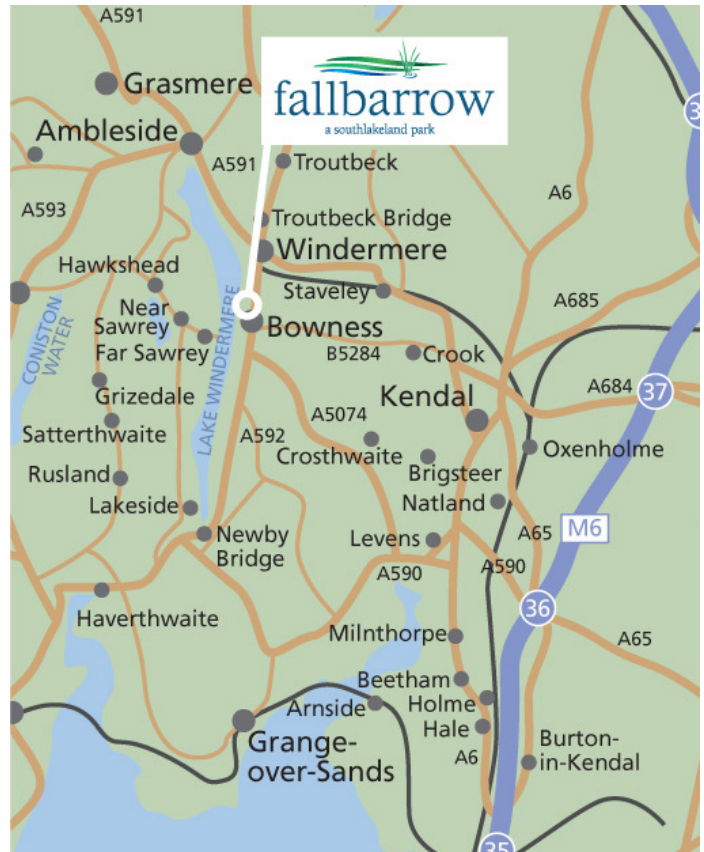 A591
Grasmere
fallbarrow
a southlakeland park
Ambleside
A591
Troutbeck
A6
A593
Troutbeck Bridge
Windermere
Hawkshead
Staveley
A685
Near
Sawrey
Bowness
CONISTON
WATER
LAKE WINDERMERE
Far Sawrey
B5284
Crook
Grizedale
Kendal
A684
37
Satterthwaite
A5074
A592
Crosthwaite
Brigsteer
Oxenholme
Rusland
Natland
Lakeside
Newby
Bridge
Levens
A65
M6
A590
A590
Haverthwaite
36
Milnthorpe
A65
Beetham
Arnside
Holme
Hale
Grange-
over-Sands
A6
Burton-
in-Kendal
35